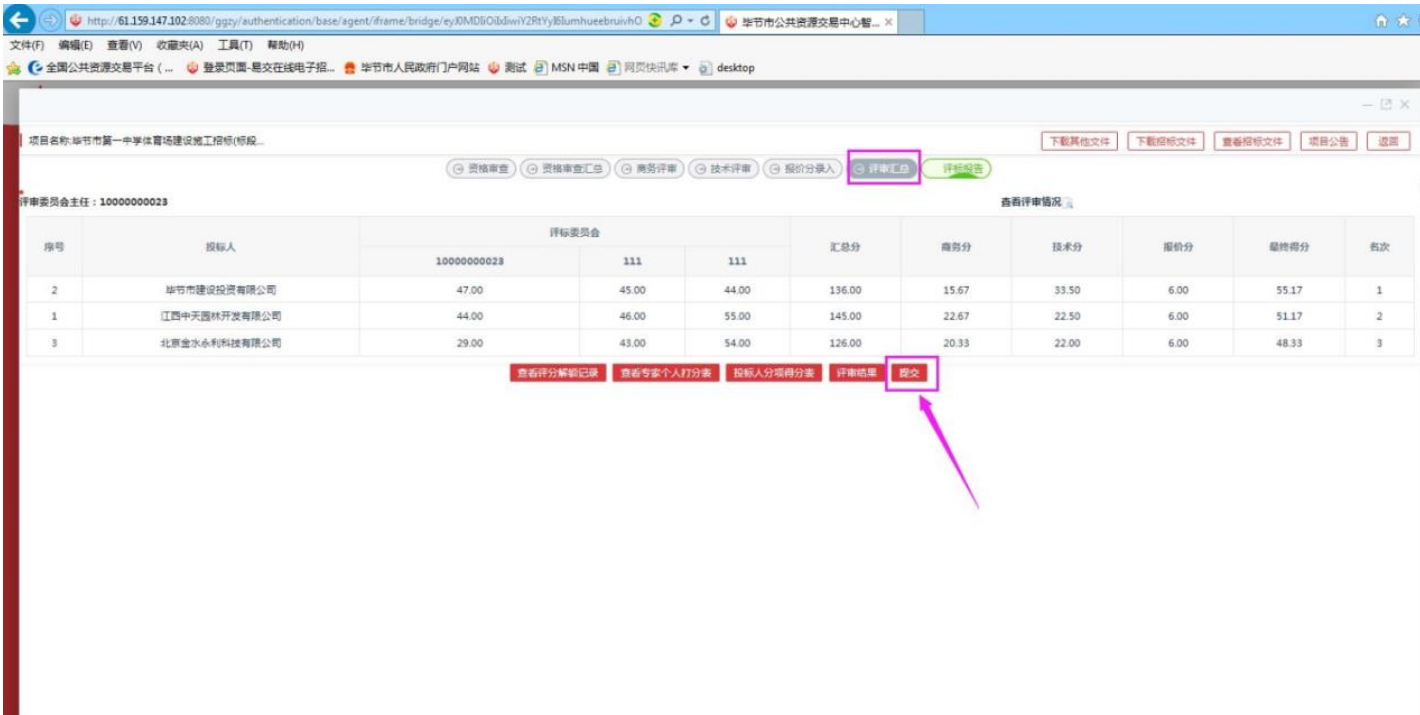 http://61.159.147.102:8080/ggzy/authentication/base/agent/iframe/bridge/
毕节市公共资源交易中心智...
文件(F) 编辑(E) 查看(V) 收藏夹(A) 工具(T) 帮助(H)
全国公共资源交易平台 (... 登录页面-易交在线电子招... 毕节市人民政府门户网站 测试 MSN 中国 网页快讯库 desktop
项目名称:毕节市第一中学体育场建设施工招标(标段... 下载其他文件 下载招标文件 查看招标文件 项目公告 返回
资格审查 资格审查汇总 商务评审 技术评审 报价分录入 评审汇总 评标报告
评审委员会主任：10000000023 查看评审情况
序号 投标人 评标委员会 汇总分 商务分 技术分 报价分 最终得分 名次
10000000023 111 111
2 毕节市建设投资有限公司 47.00 45.00 44.00 136.00 15.67 33.50 6.00 55.17 1
1 江西中天园林开发有限公司 44.00 46.00 55.00 145.00 22.67 22.50 6.00 51.17 2
3 北京金水永利科技有限公司 29.00 43.00 54.00 126.00 20.33 22.00 6.00 48.33 3
查看评分解锁记录 查看专家个人打分表 投标人分项得分表 评审结果 提交